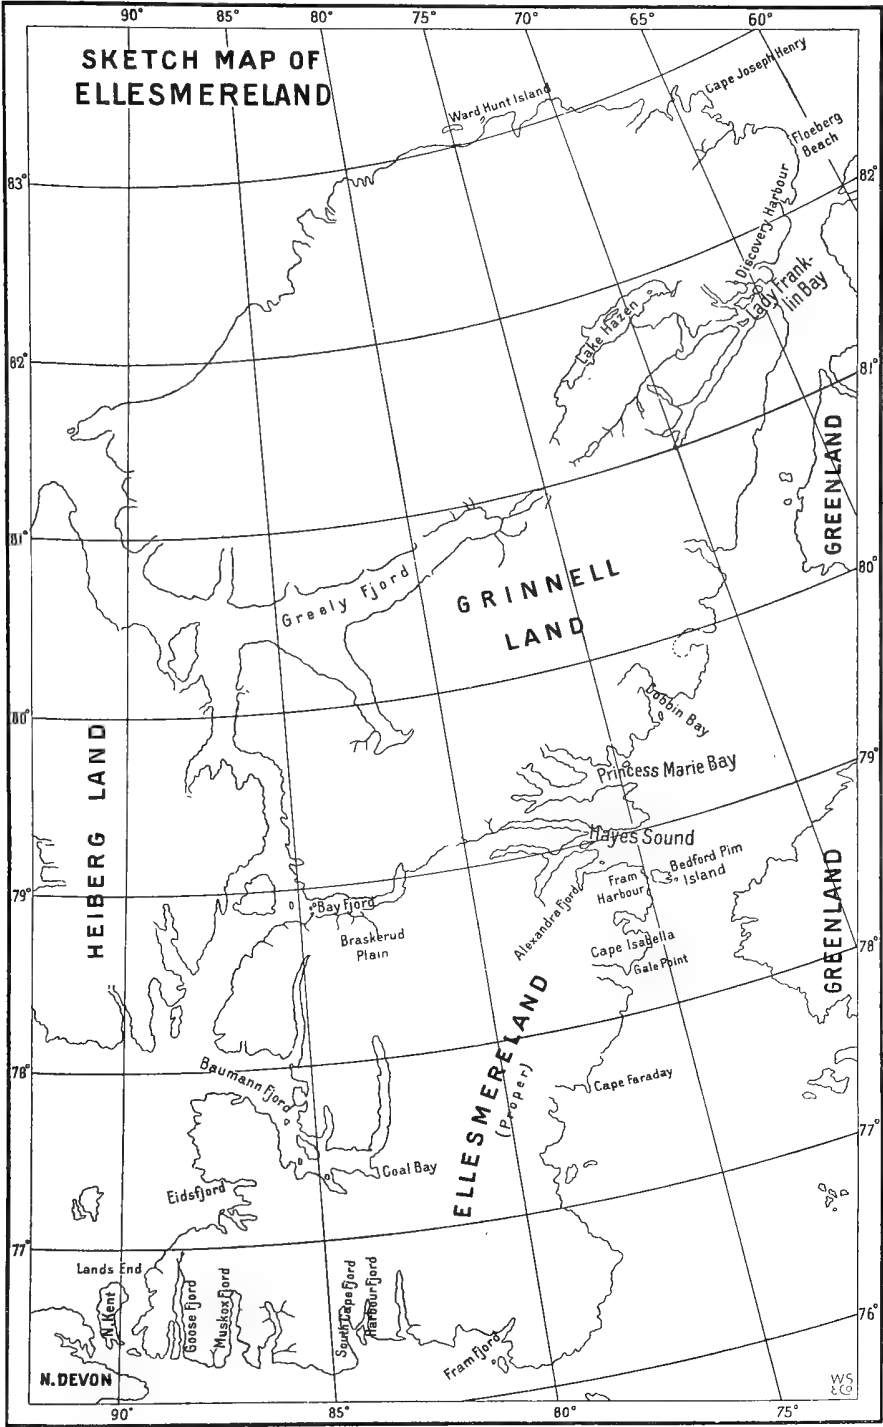 90° 85° 80° 75° 70° 65° 60°
SKETCH MAP OF
ELLESMERELAND
Cape Joseph Henry
Ward Hunt Island
Floeberg
Beach
83°
82°
Discovery Harbour
Lady Frank-
lin Bay
Lake Hazen
82°
81°
GREENLAND
81°
80°
Greely Fjord
GRINNELL
LAND
Dobbin Bay
80°
79°
HEIBERG LAND
Princess Marie Bay
Hayes Sound
Bedford Pim
Island
Fram
Harbour
79°
Bay Fjord
Braskerud
Plain
Alexandra Fjord
GREENLAND
78°
Cape Isabella
Gale Point
ELLESMERELAND
(Proper)
78°
Baumann Fjord
Cape Faraday
77°
Coal Bay
Eidsfjord
77°
Lands End
N. Kent
Goose fjord
Muskox fjord
South Cape fjord
Harbour fjord
76°
Fram fjord
N. DEVON
WS
& Co
90° 85° 80° 75°